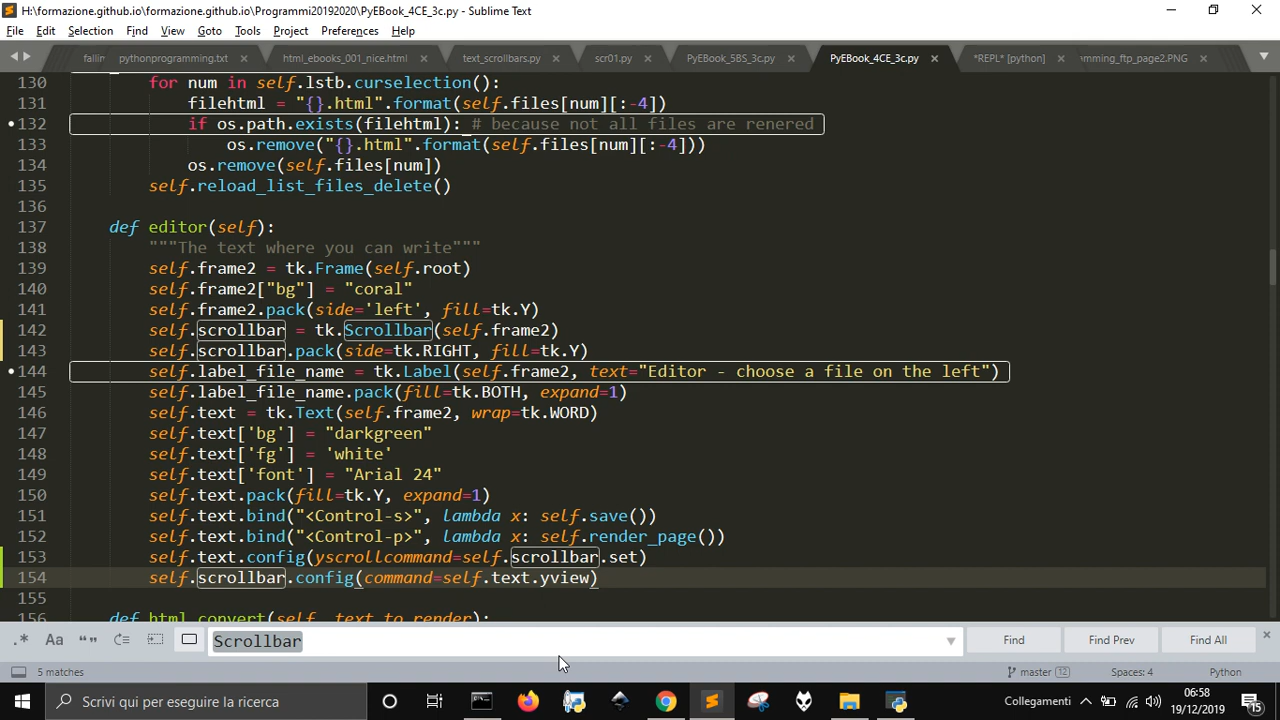 H:\formazione.github.io\formazione.github.io\Programmi20192020\PyEBook_4CE_3c.py - Sublime Text
File Edit Selection Find View Goto Tools Project Preferences Help
fallin pythonprogramming.txt html_ebooks_001_nice.html text_scrollbars.py scr01.py PyEBook_5BS_3c.py PyEBook_4CE_3c.py *REPL* [python] mming_ftp_page2.PNG
130 for num in self.lstb.curselection():
131 filehtml = "{}.html".format(self.files[num][:-4])
132 if os.path.exists(filehtml): # because not all files are renered
133 os.remove("{}.html".format(self.files[num][:-4]))
134 os.remove(self.files[num])
135 self.reload_list_files_delete()
136
137 def editor(self):
138 """The text where you can write"""
139 self.frame2 = tk.Frame(self.root)
140 self.frame2["bg"] = "coral"
141 self.frame2.pack(side='left', fill=tk.Y)
142 self.scrollbar = tk.Scrollbar(self.frame2)
143 self.scrollbar.pack(side=tk.RIGHT, fill=tk.Y)
144 self.label_file_name = tk.Label(self.frame2, text="Editor - choose a file on the left")
145 self.label_file_name.pack(fill=tk.BOTH, expand=1)
146 self.text = tk.Text(self.frame2, wrap=tk.WORD)
147 self.text['bg'] = "darkgreen"
148 self.text['fg'] = 'white'
149 self.text['font'] = "Arial 24"
150 self.text.pack(fill=tk.Y, expand=1)
151 self.text.bind("<Control-s>", lambda x: self.save())
152 self.text.bind("<Control-p>", lambda x: self.render_page())
153 self.text.config(yscrollcommand=self.scrollbar.set)
154 self.scrollbar.config(command=self.text.yview)
155
156 def html_convert(self, text_to_render):
.* Aa “” Scrollbar Find Find Prev Find All
5 matches master 12 Spaces: 4 Python
Scrivi qui per eseguire la ricerca Collegamenti 06:58
19/12/2019 15